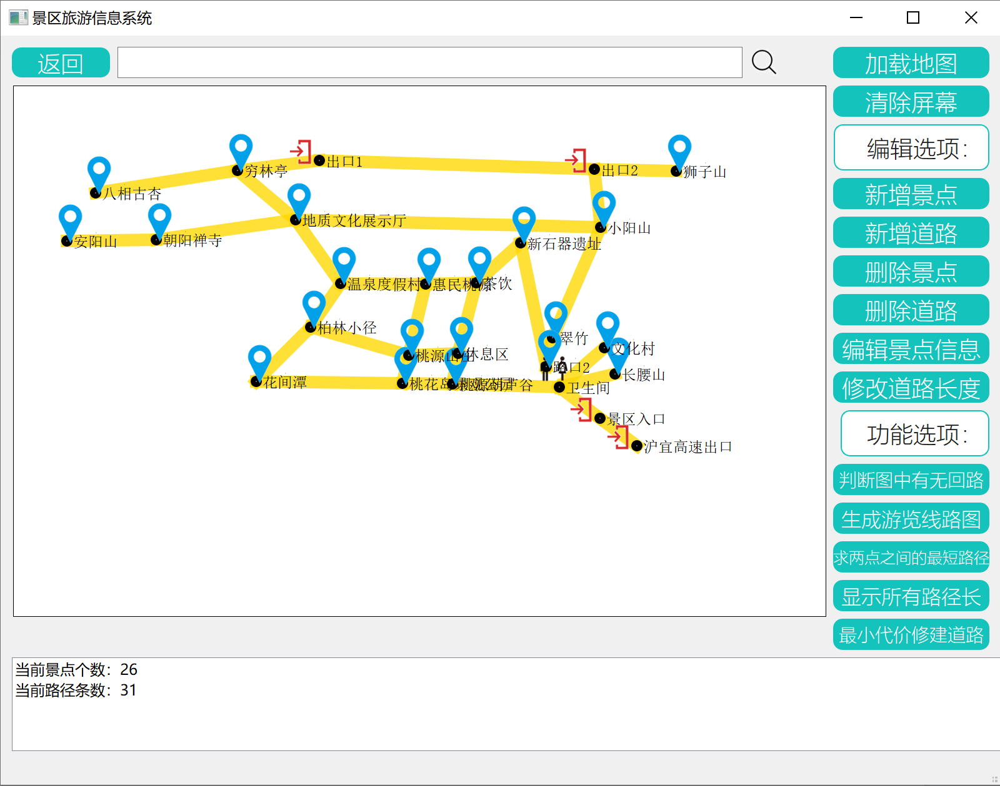 景区旅游信息系统
返回
加载地图
清除屏幕
编辑选项：
新增景点
新增道路
删除景点
删除道路
编辑景点信息
修改道路长度
功能选项：
判断图中有无回路
生成游览线路图
求两点之间的最短路径
显示所有路径长
最小代价修建道路
出口1
出口2
穷林亭
狮子山
八相古杏
地质文化展示厅
小阳山
安阳山
朝阳禅寺
新石器遗址
温泉度假村
惠民桃源
茶饮
柏林小径
翠竹
文化村
桃源山庄
休息区
路口2
长腰山
花间潭
桃花岛
葫芦谷
卫生间
景区入口
沪宜高速出口
当前景点个数：26
当前路径条数：31